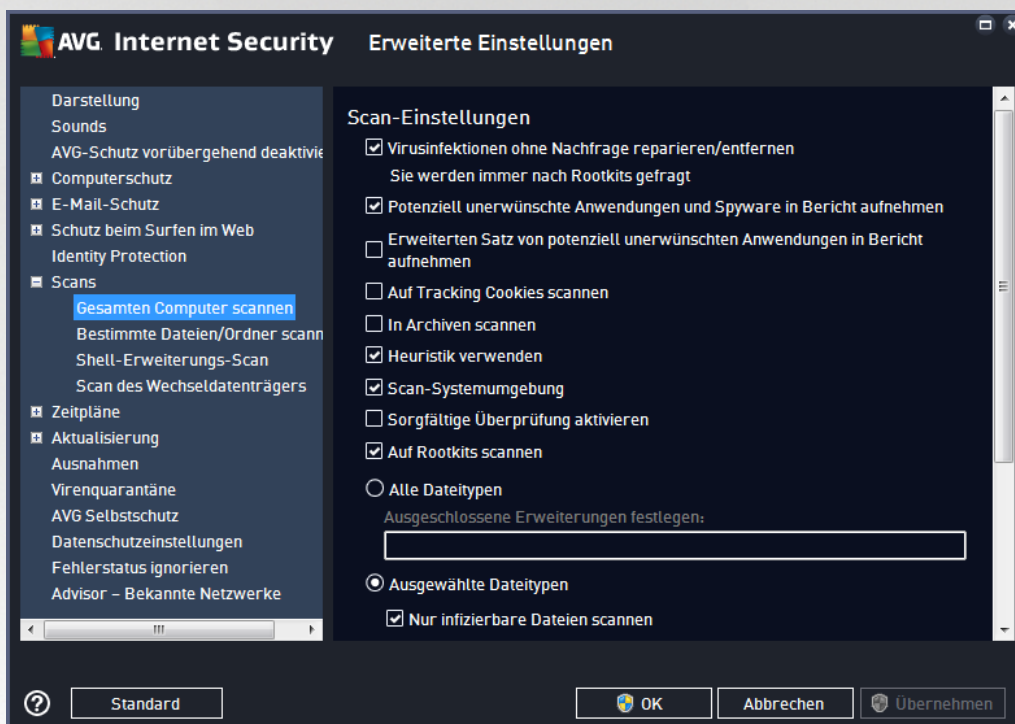 AVG Internet Security Erweiterte Einstellungen
Darstellung
Sounds
AVG-Schutz vorübergehend deaktivie
Computerschutz
E-Mail-Schutz
Schutz beim Surfen im Web
Identity Protection
Scans
Gesamten Computer scannen
Bestimmte Dateien/Ordner scann
Shell-Erweiterungs-Scan
Scan des Wechseldatenträgers
Zeitpläne
Aktualisierung
Ausnahmen
Virenquarantäne
AVG Selbstschutz
Datenschutzeinstellungen
Fehlerstatus ignorieren
Advisor – Bekannte Netzwerke
Scan-Einstellungen
Virusinfektionen ohne Nachfrage reparieren/entfernen
Sie werden immer nach Rootkits gefragt
Potenziell unerwünschte Anwendungen und Spyware in Bericht aufnehmen
Erweiterten Satz von potenziell unerwünschten Anwendungen in Bericht
aufnehmen
Auf Tracking Cookies scannen
In Archiven scannen
Heuristik verwenden
Scan-Systemumgebung
Sorgfältige Überprüfung aktivieren
Auf Rootkits scannen
Alle Dateitypen
Ausgeschlossene Erweiterungen festlegen:
Ausgewählte Dateitypen
Nur infizierbare Dateien scannen
? Standard OK Abbrechen Übernehmen